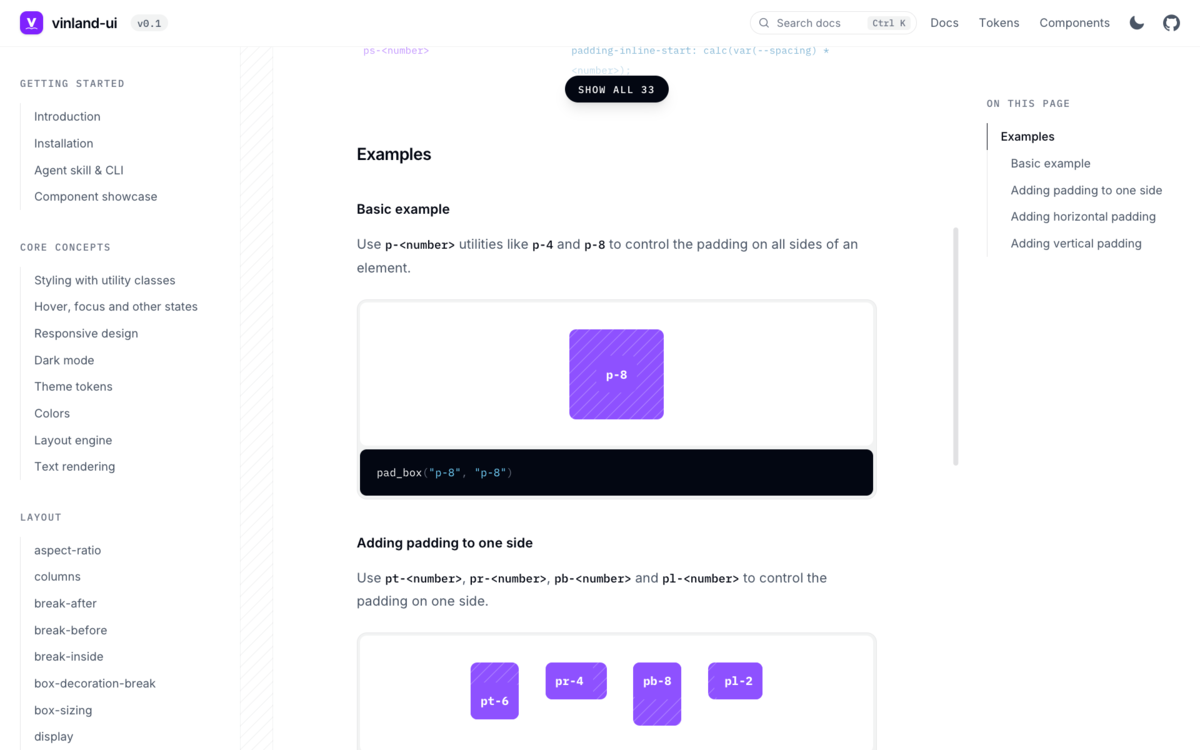 vinland-ui v0.1
Search docs Ctrl K
Docs
Tokens
Components
GETTING STARTED
Introduction
Installation
Agent skill & CLI
Component showcase
CORE CONCEPTS
Styling with utility classes
Hover, focus and other states
Responsive design
Dark mode
Theme tokens
Colors
Layout engine
Text rendering
LAYOUT
aspect-ratio
columns
break-after
break-before
break-inside
box-decoration-break
box-sizing
display
ps-<number> padding-inline-start: calc(var(--spacing) *
<number>);
SHOW ALL 33
Examples
Basic example
Use p-<number> utilities like p-4 and p-8 to control the padding on all sides of an
element.
p-8
pad_box("p-8", "p-8")
Adding padding to one side
Use pt-<number>, pr-<number>, pb-<number> and pl-<number> to control the
padding on one side.
pt-6
pr-4
pb-8
pl-2
ON THIS PAGE
Examples
Basic example
Adding padding to one side
Adding horizontal padding
Adding vertical padding